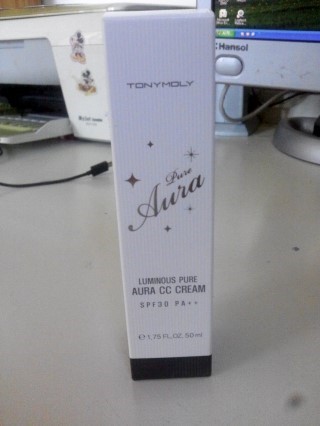 Hansol
TONYMOLY
Pure
Aura
LUMINOUS PURE
AURA CC CREAM
SPF30 PA++
℮ 1.75 FL.OZ. 50ml